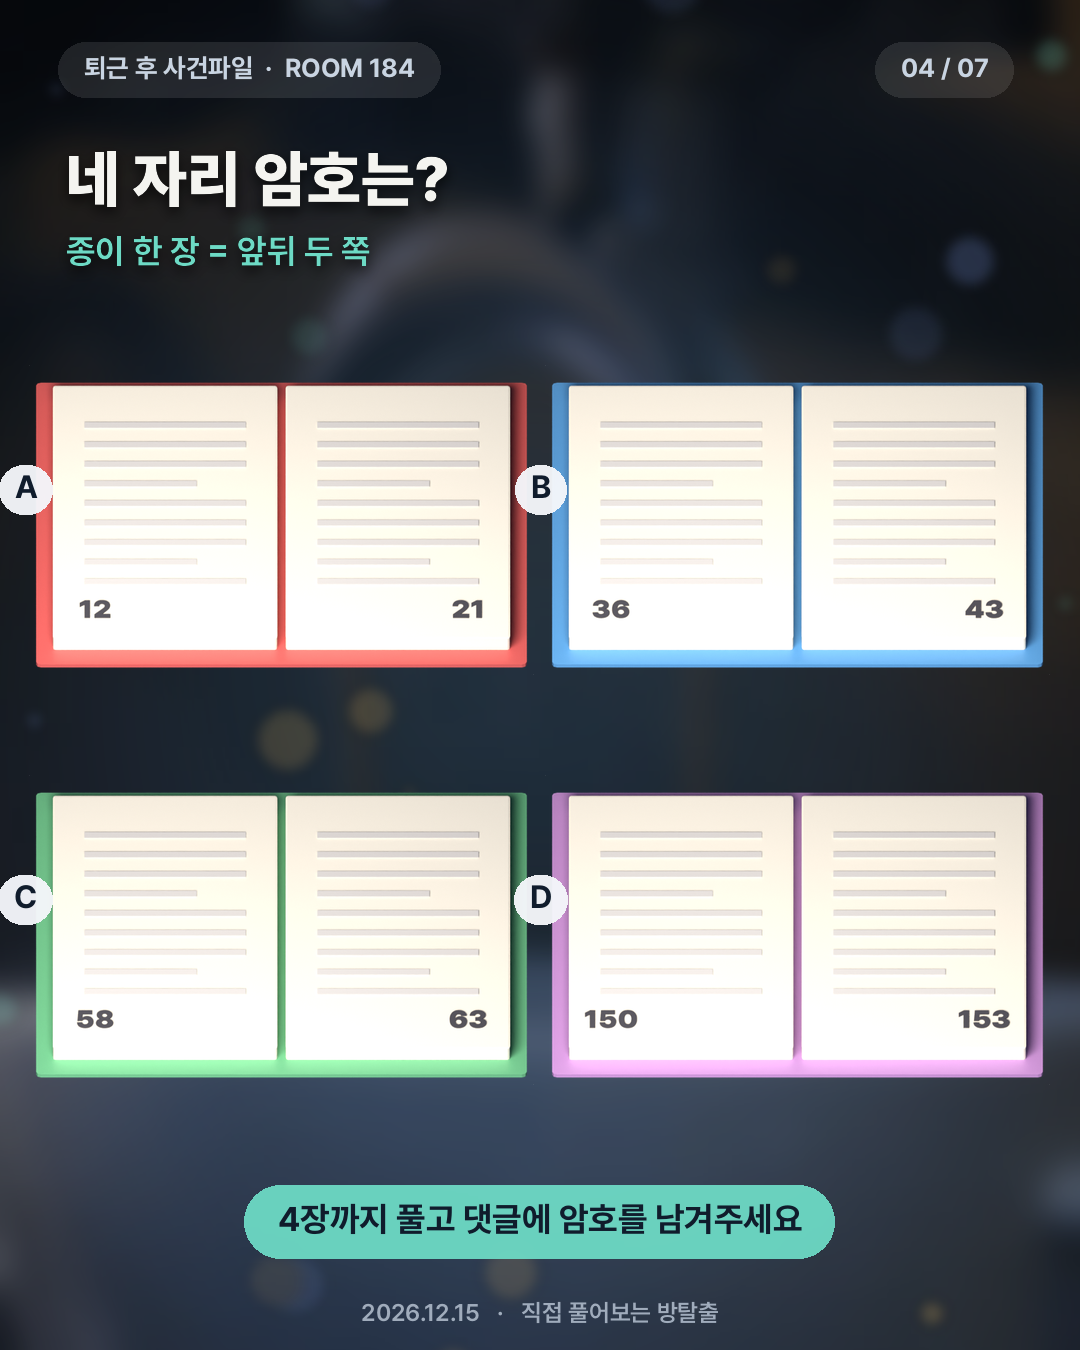 퇴근 후 사건파일 · ROOM 184
04 / 07
네 자리 암호는?
종이 한 장 = 앞뒤 두 쪽
A
12
21
B
36
43
C
58
63
D
150
153
4장까지 풀고 댓글에 암호를 남겨주세요
2026.12.15 · 직접 풀어보는 방탈출